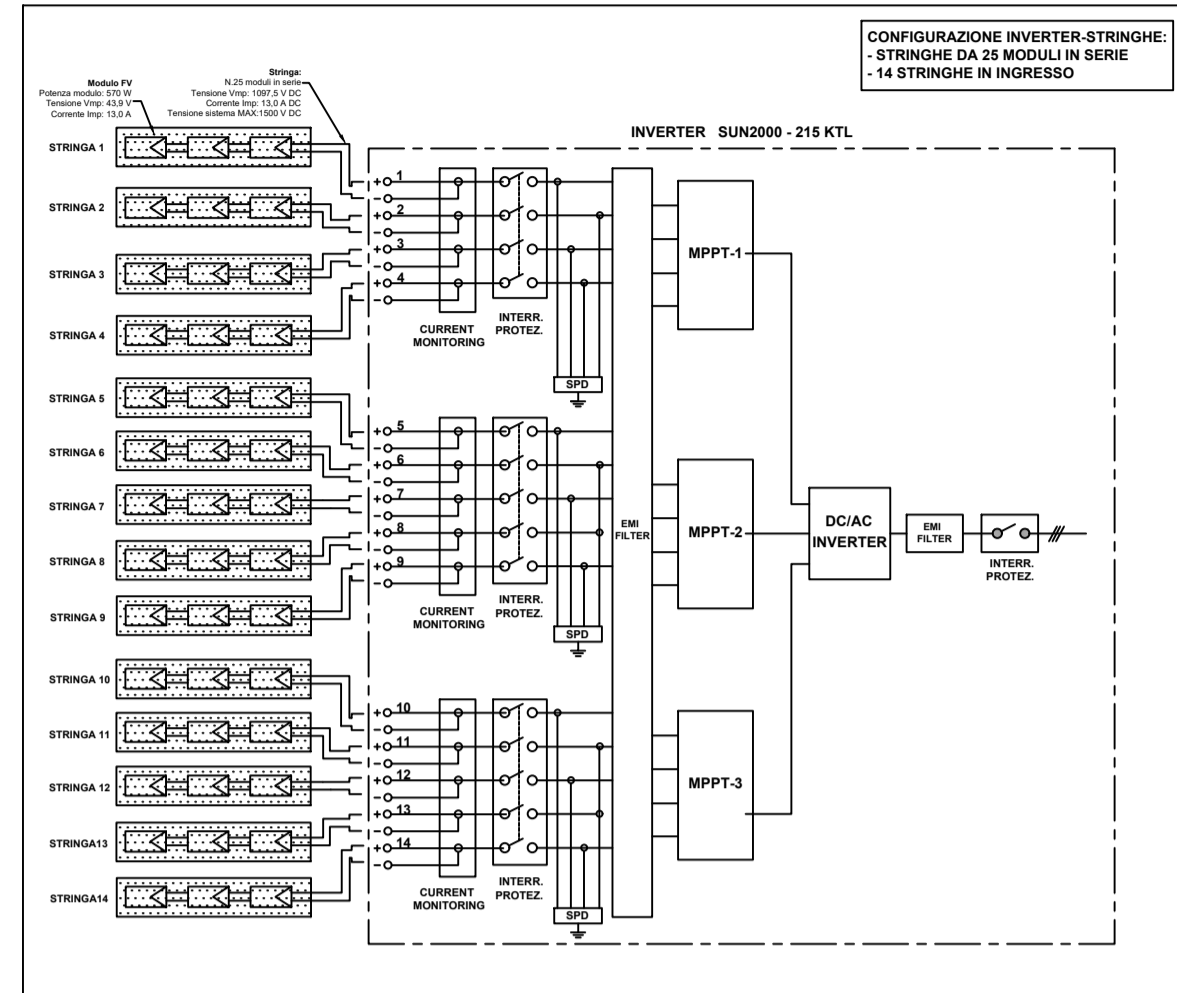 CONFIGURAZIONE INVERTER-STRINGHE:
- STRINGHE DA 25 MODULI IN SERIE
- 14 STRINGHE IN INGRESSO
Modulo FV
Potenza modulo: 570 W
Tensione Vmp: 43,9 V
Corrente Imp: 13,0 A
Stringa:
N.25 moduli in serie
Tensione Vmp: 1097,5 V DC
Corrente Imp: 13,0 A DC
Tensione sistema MAX:1500 V DC
INVERTER SUN2000 - 215 KTL
STRINGA 1
STRINGA 2
STRINGA 3
STRINGA 4
STRINGA 5
STRINGA 6
STRINGA 7
STRINGA 8
STRINGA 9
STRINGA 10
STRINGA 11
STRINGA 12
STRINGA13
STRINGA14
+ 1
-
+ 2
-
+ 3
-
+ 4
-
CURRENT
MONITORING
INTERR.
PROTEZ.
SPD
+ 5
-
+ 6
-
+ 7
-
+ 8
-
+ 9
-
CURRENT
MONITORING
INTERR.
PROTEZ.
SPD
+ 10
-
+ 11
-
+ 12
-
+ 13
-
+ 14
-
CURRENT
MONITORING
INTERR.
PROTEZ.
SPD
EMI
FILTER
MPPT-1
MPPT-2
MPPT-3
DC/AC
INVERTER
EMI
FILTER
INTERR.
PROTEZ.